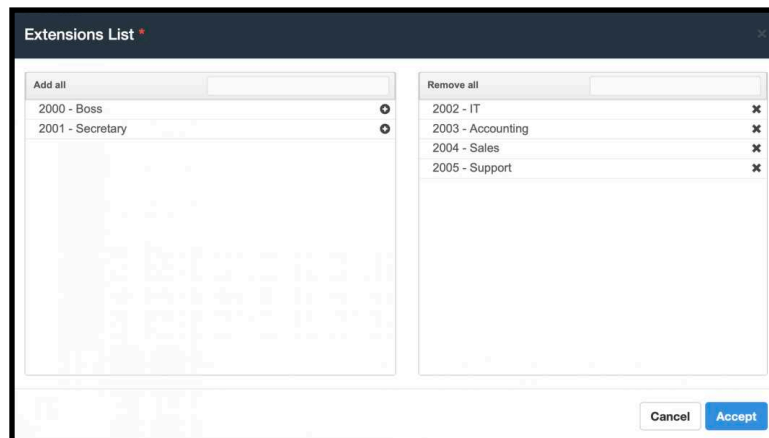 Extensions List *
Add all
2000 - Boss
2001 - Secretary
Remove all
2002 - IT
2003 - Accounting
2004 - Sales
2005 - Support
Cancel
Accept